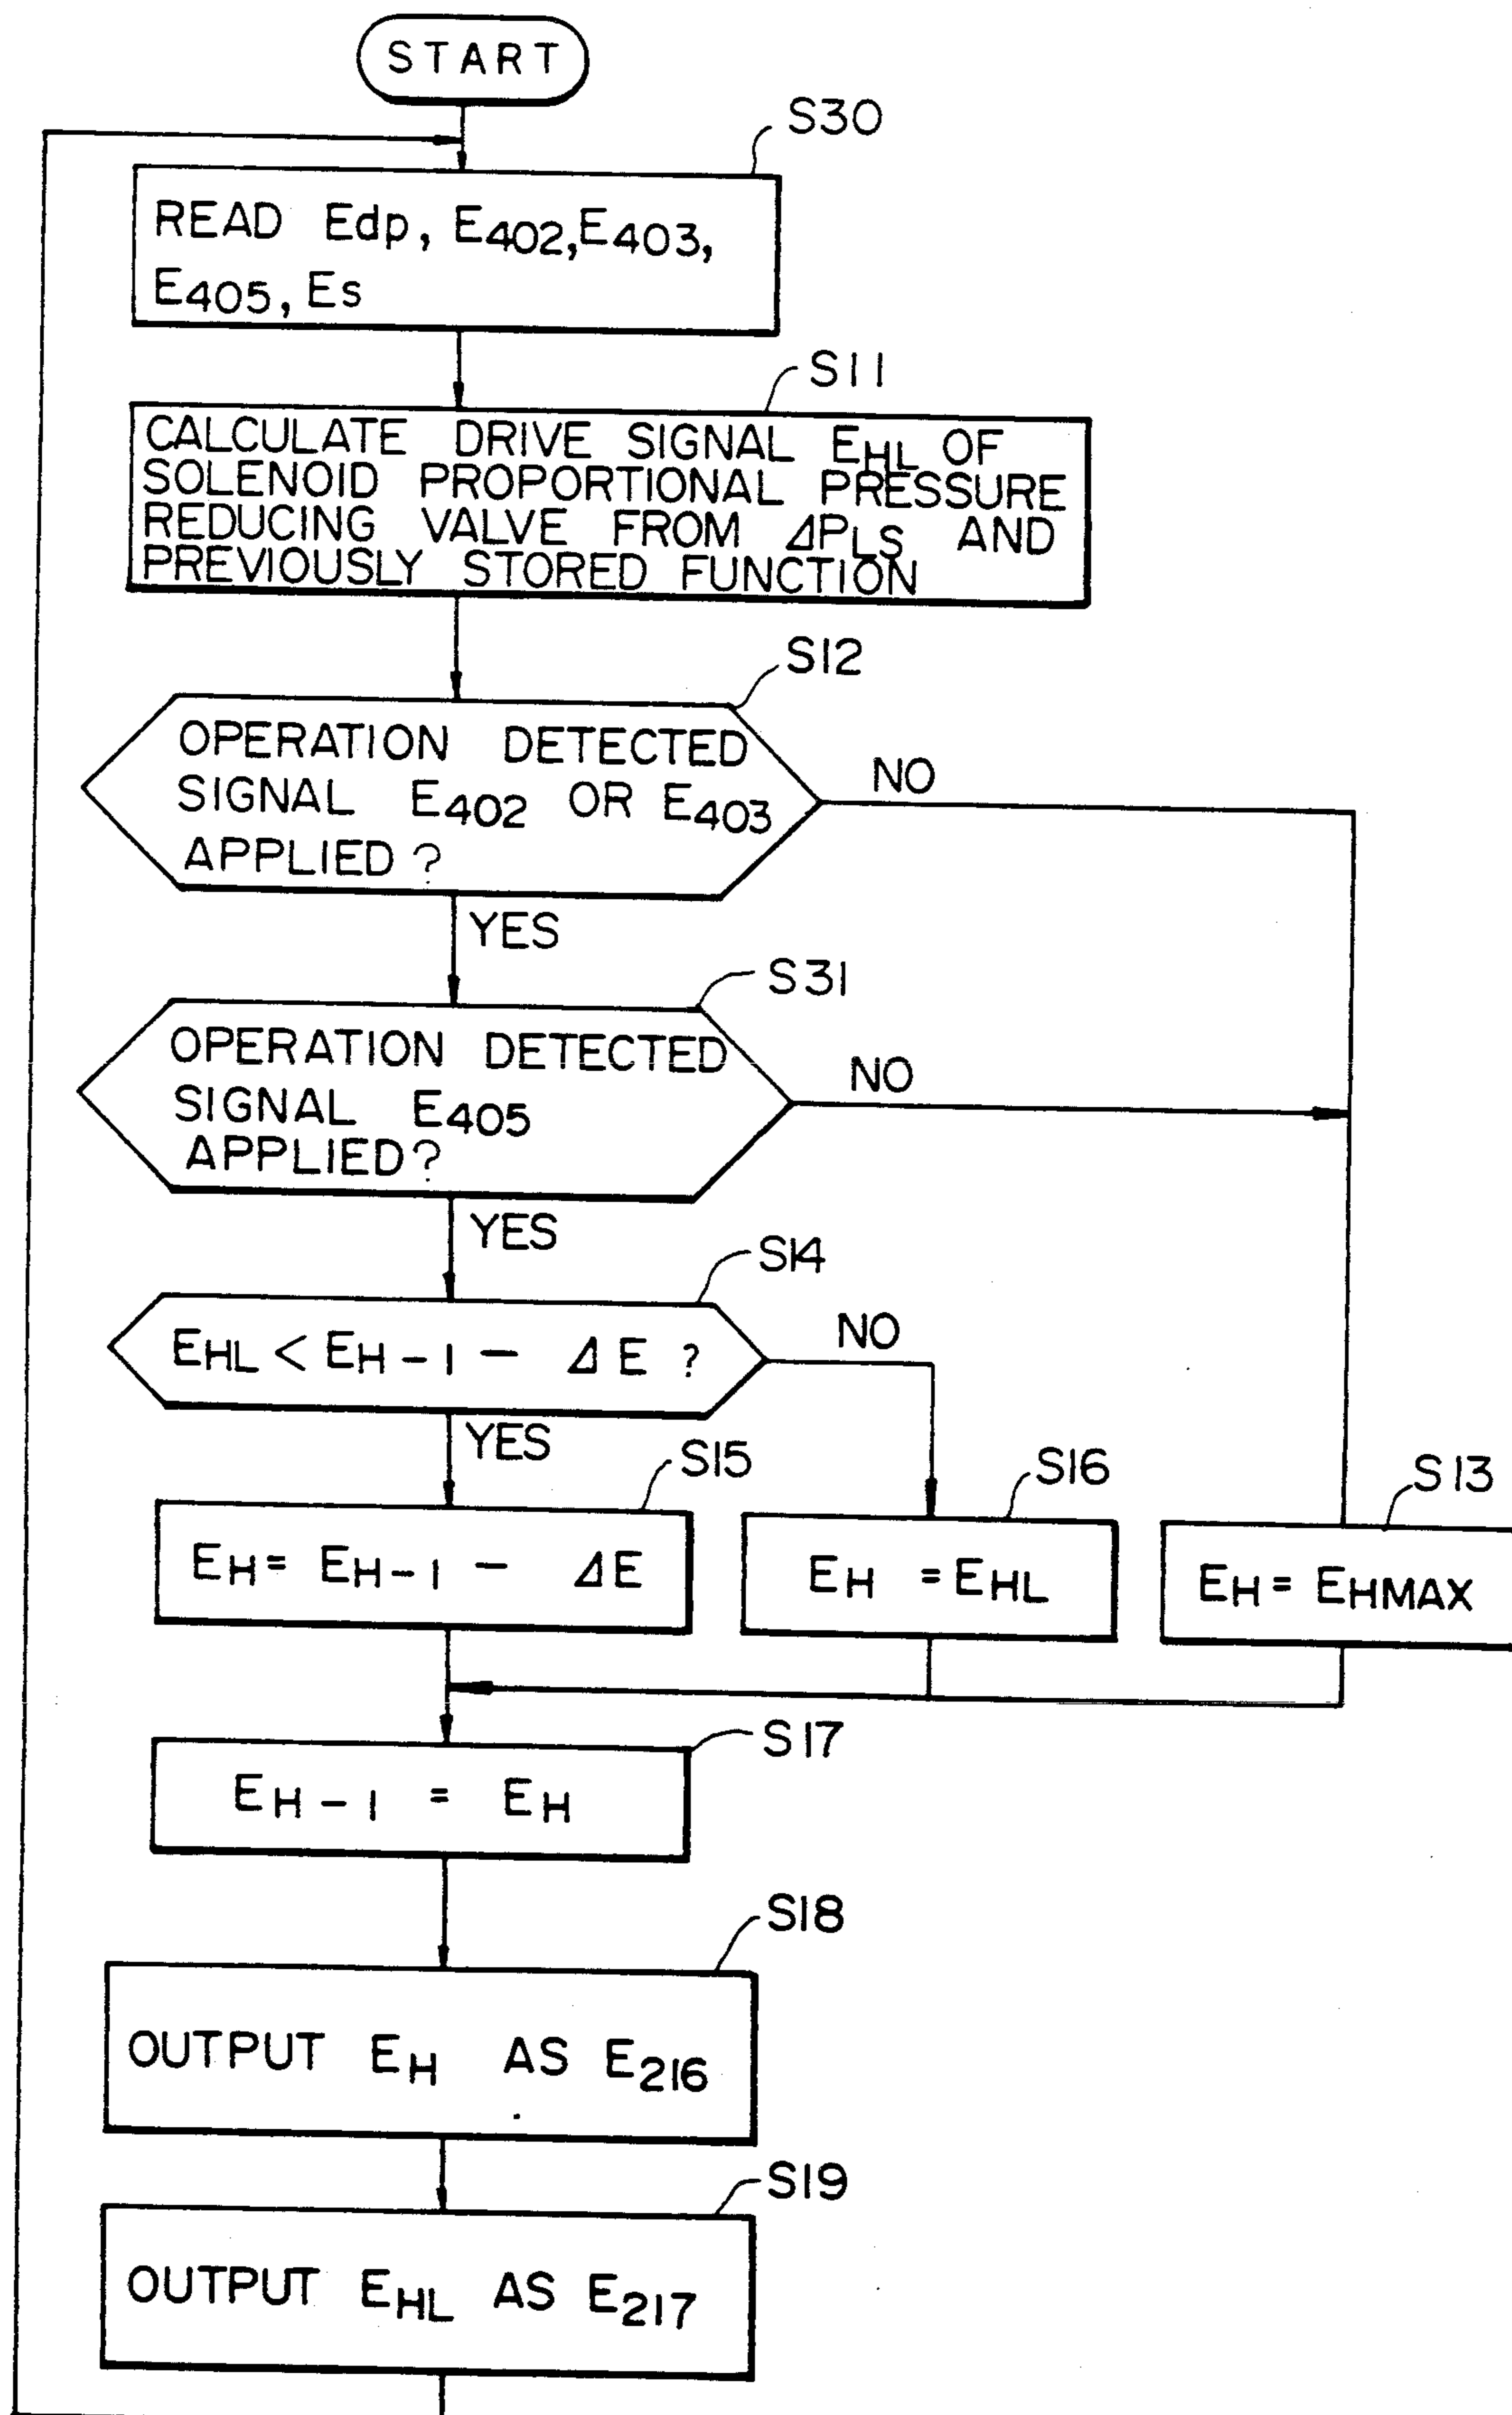 START
S30
READ Edp, E402, E403,
E405, Es
S11
CALCULATE DRIVE SIGNAL EHL OF
SOLENOID PROPORTIONAL PRESSURE
REDUCING VALVE FROM ΔPLS AND
PREVIOUSLY STORED FUNCTION
S12
OPERATION DETECTED
SIGNAL E402 OR E403
APPLIED?
NO
YES
S31
OPERATION DETECTED
SIGNAL E405
APPLIED?
NO
YES
S14
EHL < EH-1 - ΔE ?
NO
YES
S15
EH = EH-1 - ΔE
S16
EH = EHL
S13
EH = EHMAX
S17
EH-1 = EH
S18
OUTPUT EH AS E216
S19
OUTPUT EHL AS E217